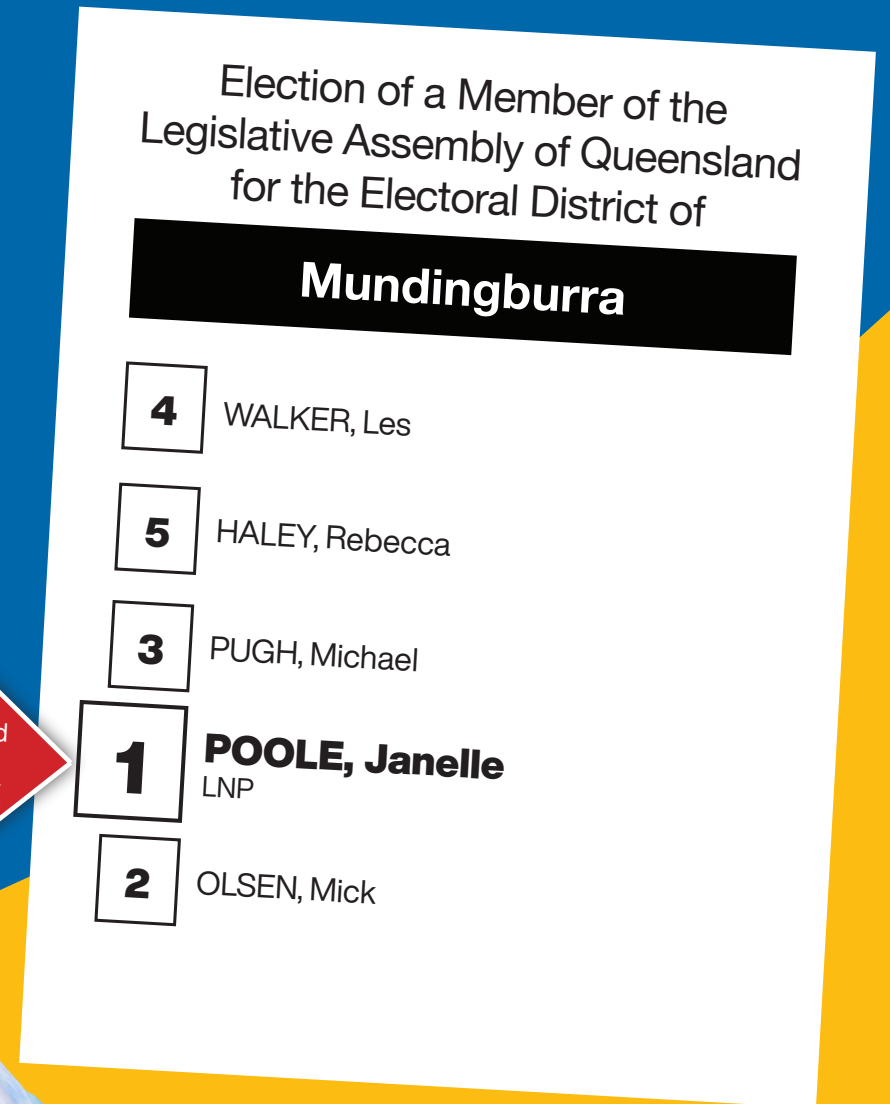 Election of a Member of the
Legislative Assembly of Queensland
for the Electoral District of
Mundingburra
4 WALKER, Les
5 HALEY, Rebecca
3 PUGH, Michael
1 POOLE, Janelle
LNP
2 OLSEN, Mick